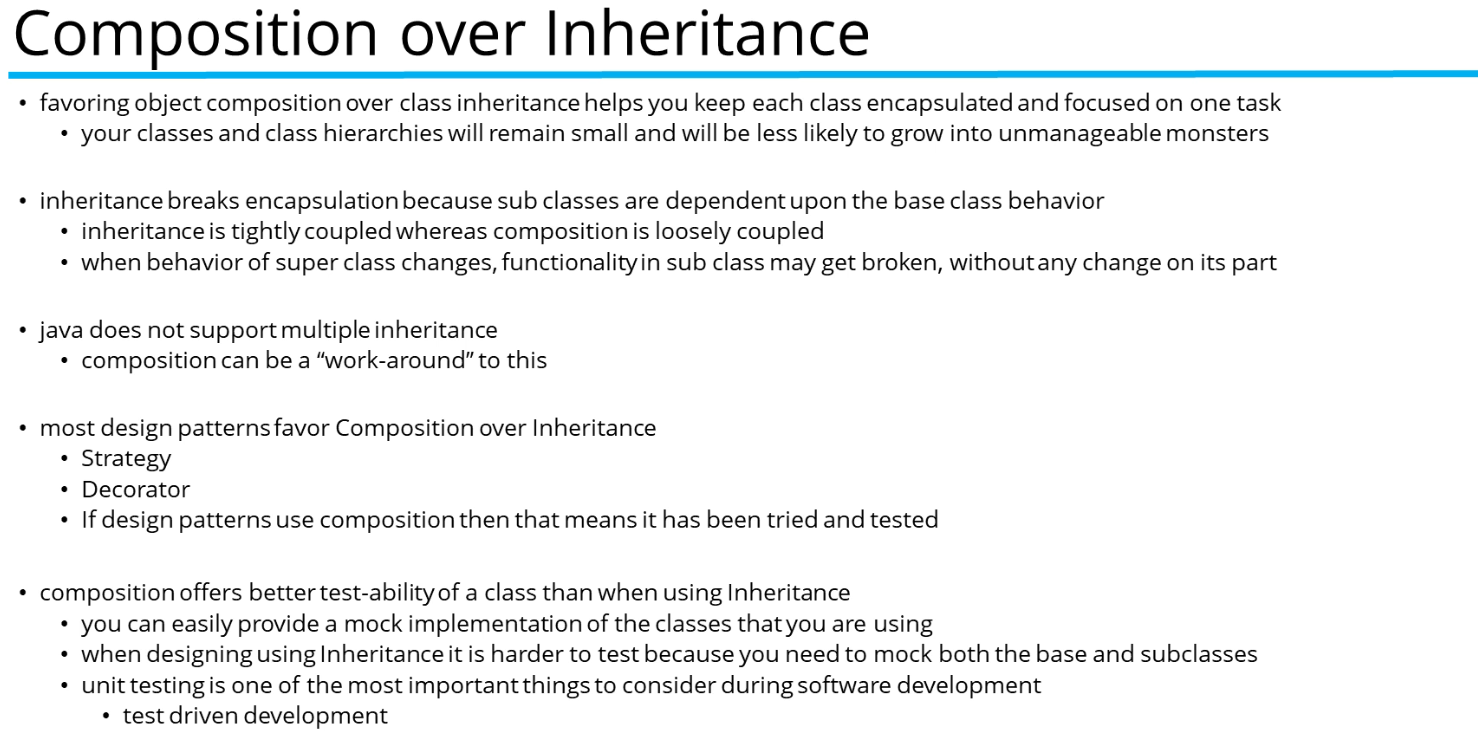 Composition over Inheritance
• favoring object composition over class inheritance helps you keep each class encapsulated and focused on one task
• your classes and class hierarchies will remain small and will be less likely to grow into unmanageable monsters
• inheritance breaks encapsulation because sub classes are dependent upon the base class behavior
• inheritance is tightly coupled whereas composition is loosely coupled
• when behavior of super class changes, functionality in sub class may get broken, without any change on its part
• java does not support multiple inheritance
• composition can be a “work-around” to this
• most design patterns favor Composition over Inheritance
• Strategy
• Decorator
• If design patterns use composition then that means it has been tried and tested
• composition offers better test-ability of a class than when using Inheritance
• you can easily provide a mock implementation of the classes that you are using
• when designing using Inheritance it is harder to test because you need to mock both the base and subclasses
• unit testing is one of the most important things to consider during software development
• test driven development